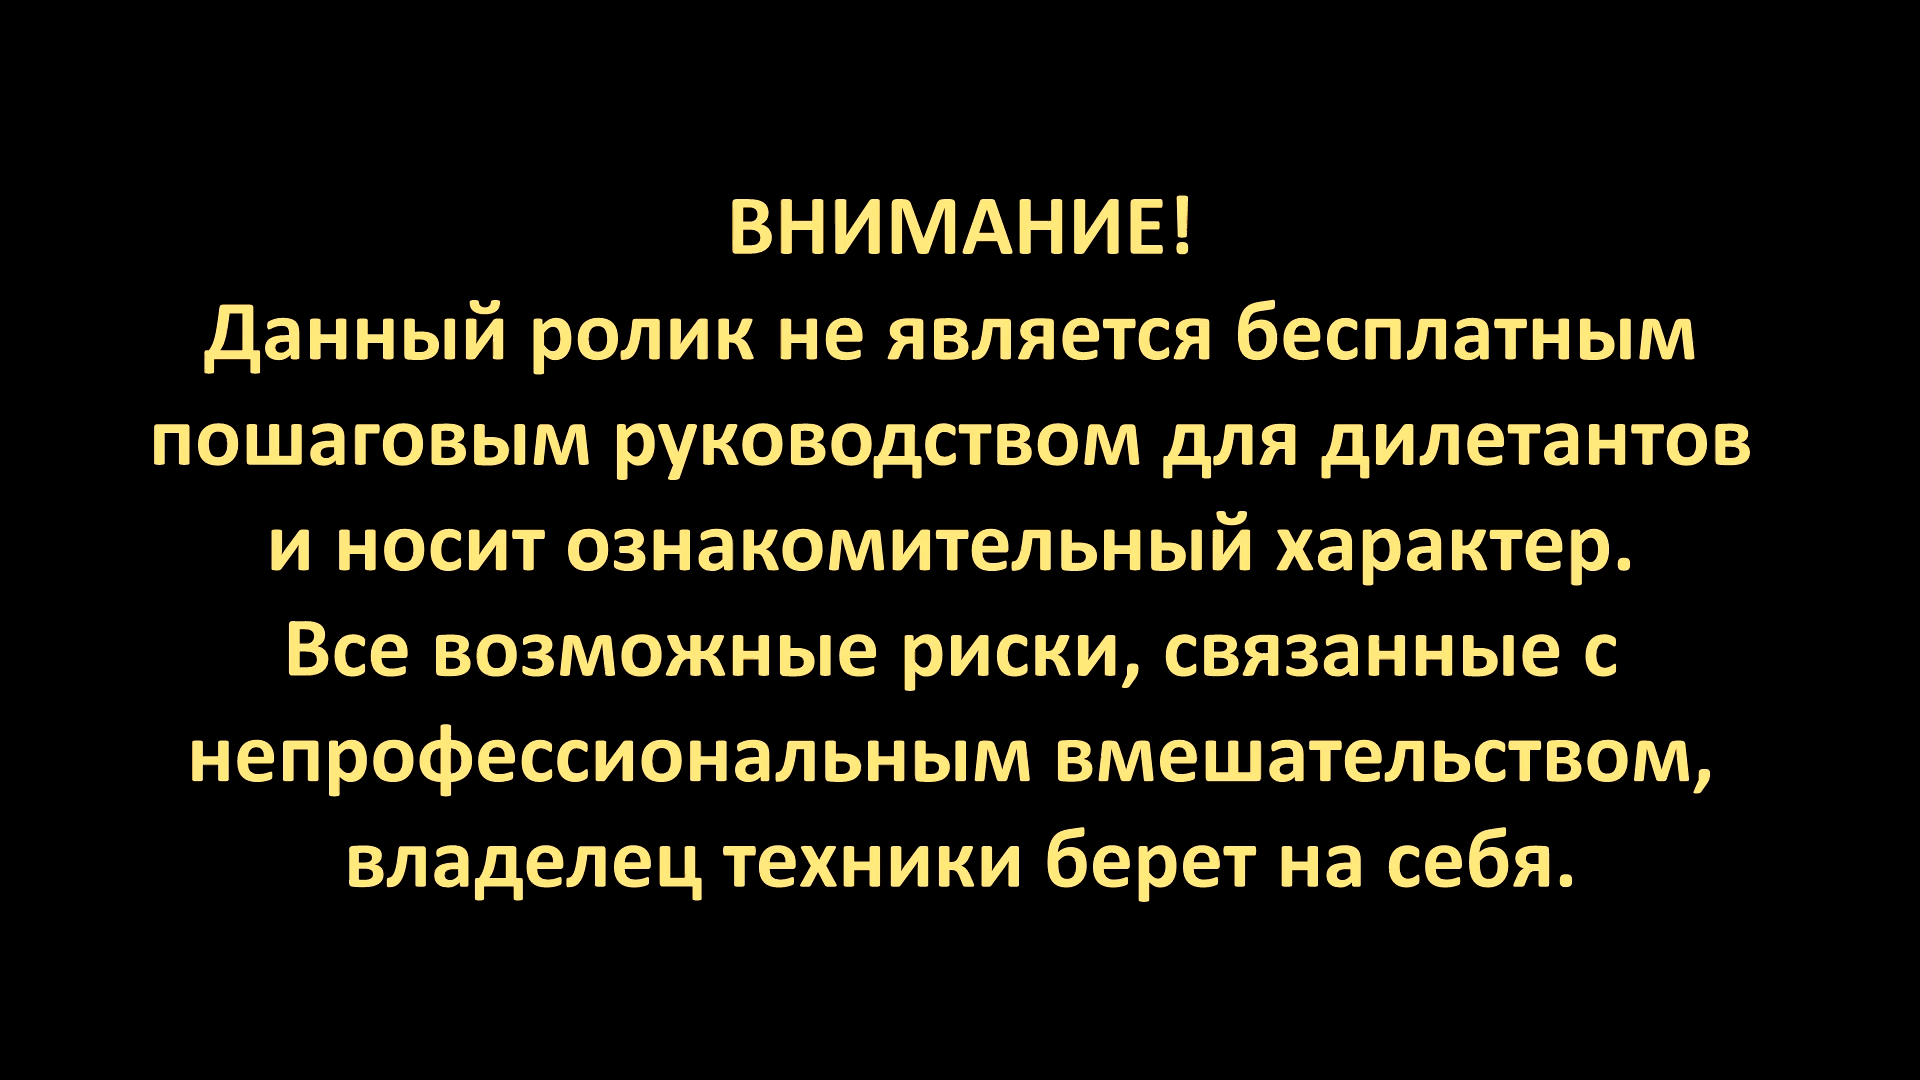 ВНИМАНИЕ!
Данный ролик не является бесплатным
пошаговым руководством для дилетантов
и носит ознакомительный характер.
Все возможные риски, связанные с
непрофессиональным вмешательством,
владелец техники берет на себя.